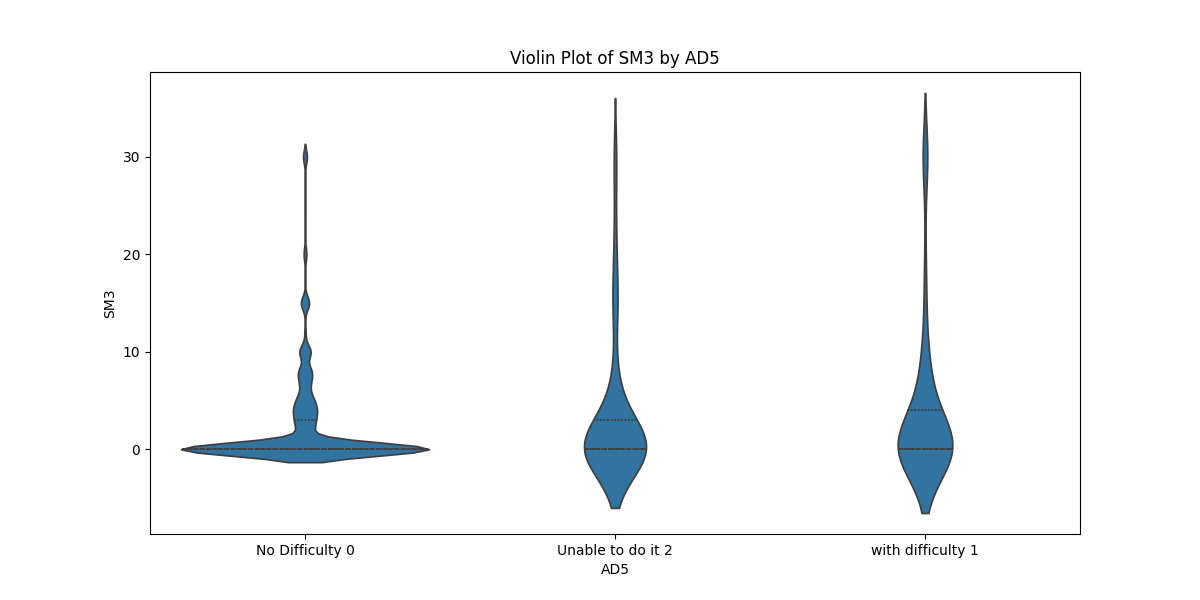 Violin Plot of SM3 by AD5
30
20
10
0
SM3
No Difficulty 0
Unable to do it 2
with difficulty 1
AD5